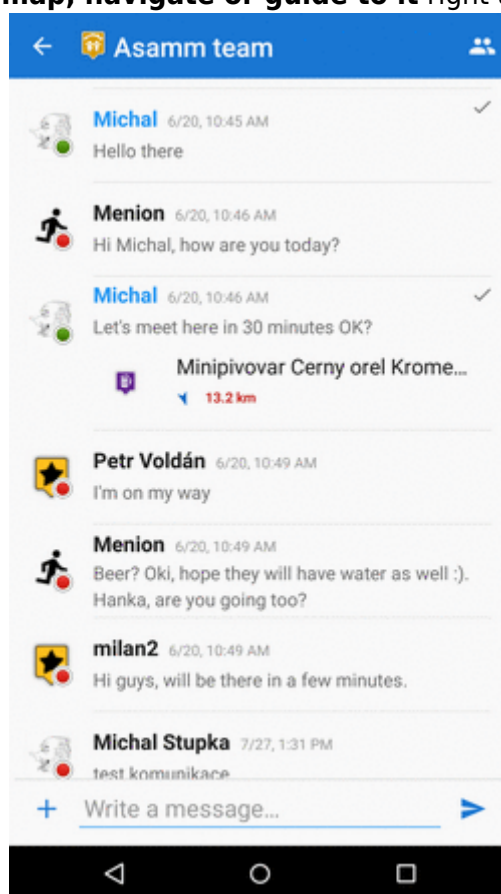 map, navigate or guide to it right
Asamm team
Michal 6/20, 10:45 AM
Hello there
Menion 6/20, 10:46 AM
Hi Michal, how are you today?
Michal 6/20, 10:46 AM
Let's meet here in 30 minutes OK?
Minipivovar Cerny orel Krome...
13.2 km
Petr Voldán 6/20, 10:49 AM
I'm on my way
Menion 6/20, 10:49 AM
Beer? Oki, hope they will have water as well :).
Hanka, are you going too?
milan2 6/20, 10:49 AM
Hi guys, will be there in a few minutes.
Michal Stupka 7/27, 1:31 PM
test komunikace
Write a message...